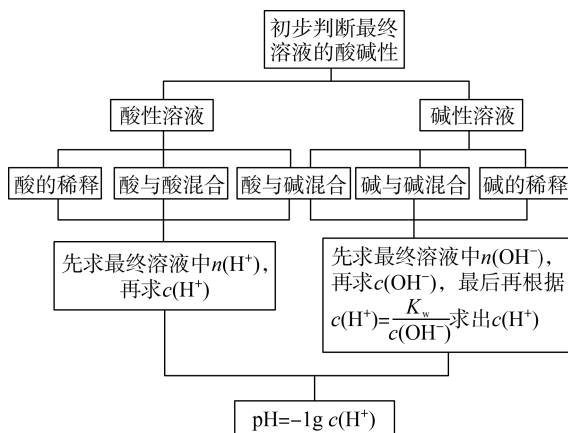 初步判断最终
溶液的酸碱性
酸性溶液
碱性溶液
酸的稀释
酸与酸混合
酸与碱混合
碱与碱混合
碱的稀释
先求最终溶液中n(H⁺),
再求c(H⁺)
先求最终溶液中n(OH⁻),
再求c(OH⁻),最后再根据
c(H⁺)=K_w/c(OH⁻)求出c(H⁺)
pH=-1g c(H⁺)